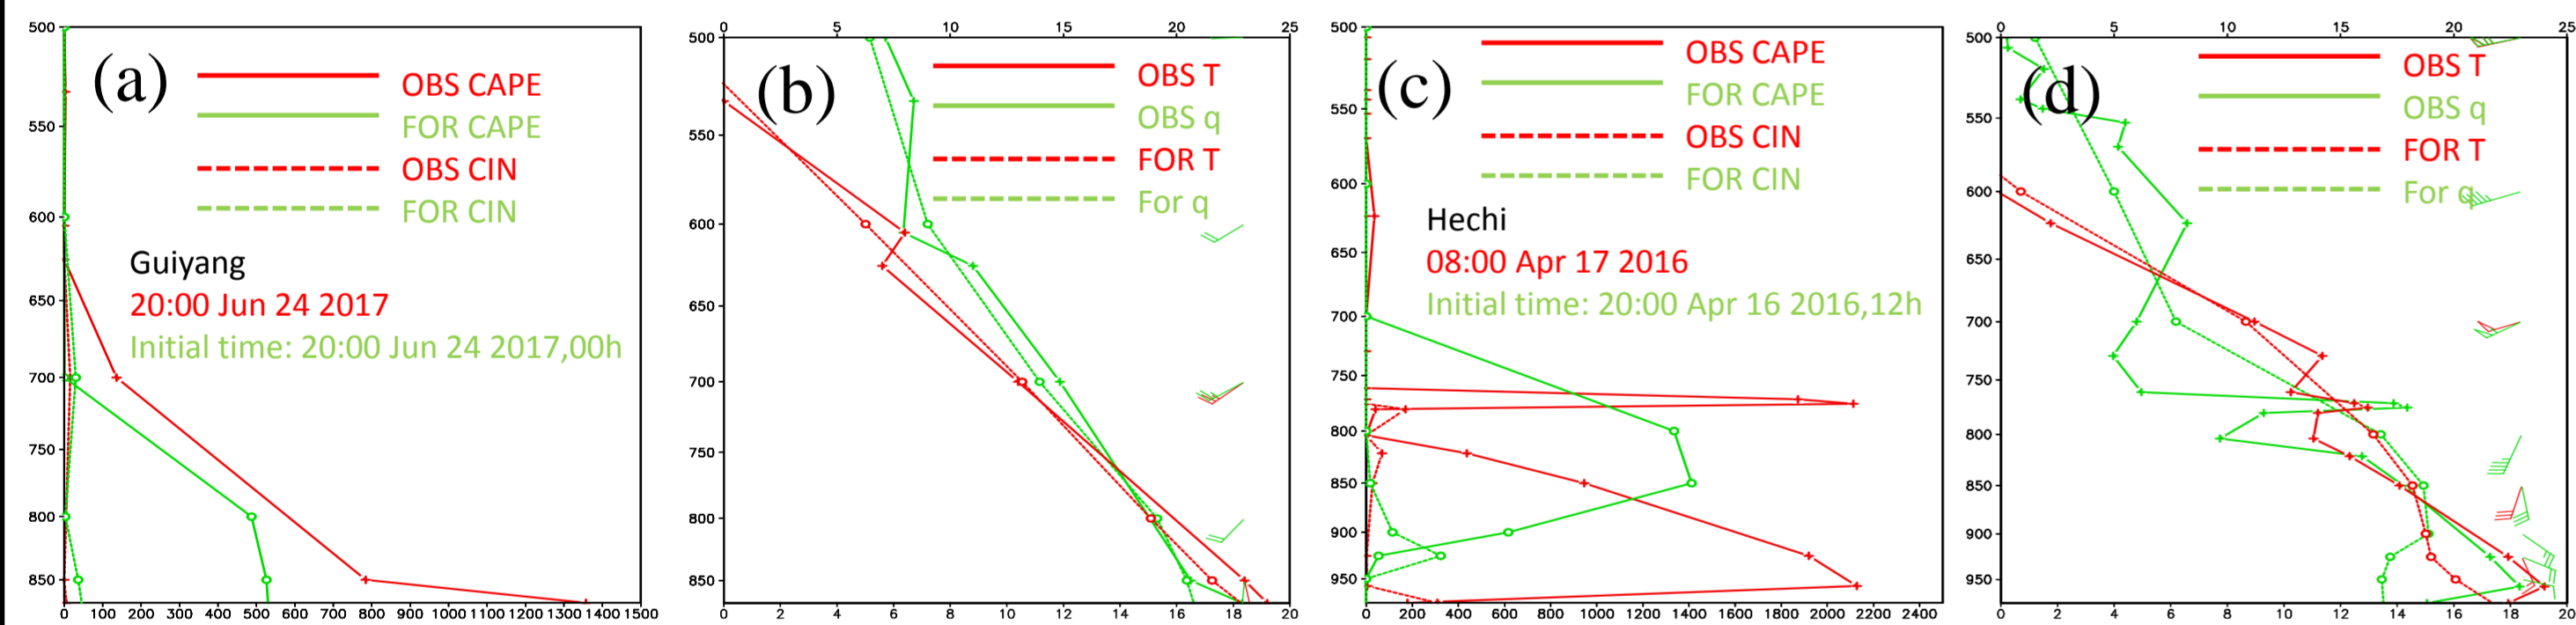 (a)
OBS CAPE
FOR CAPE
OBS CIN
FOR CIN
Guiyang
20:00 Jun 24 2017
Initial time: 20:00 Jun 24 2017,00h
500
550
600
650
700
750
800
850
0 100 200 300 400 500 600 700 800 900 1000 1100 1200 1300 1400 1500
0 5 10 15 20 25
(b)
OBS T
OBS q
FOR T
For q
500
550
600
650
700
750
800
850
0 2 4 6 8 10 12 14 16 18 20
(c)
OBS CAPE
FOR CAPE
OBS CIN
FOR CIN
Hechi
08:00 Apr 17 2016
Initial time: 20:00 Apr 16 2016,12h
500
550
600
650
700
750
800
850
900
950
0 200 400 600 800 1000 1200 1400 1600 1800 2000 2200 2400
0 5 10 15 20 25
(d)
OBS T
OBS q
FOR T
For q
500
550
600
650
700
750
800
850
900
950
0 2 4 6 8 10 12 14 16 18 20